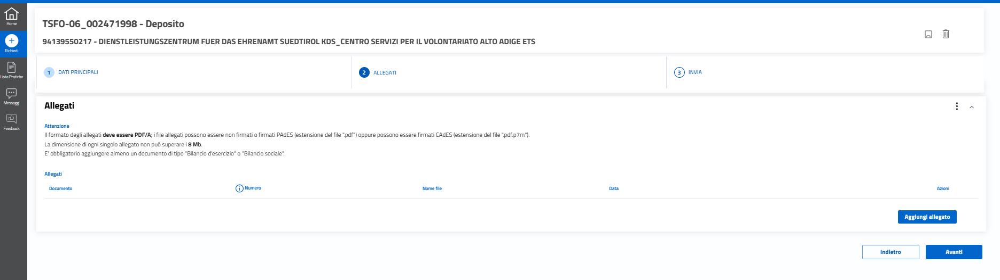 Home
Richiedi
Lista Pratiche
Messaggi
Feedback
TSFO-06_002471998 - Deposito
94139550217 - DIENSTLEISTUNGSZENTRUM FUER DAS EHRENAMT SUEDTIROL KDS_CENTRO SERVIZI PER IL VOLONTARIATO ALTO ADIGE ETS
1 DATI PRINCIPALI
2 ALLEGATI
3 INVIA
Allegati
Attenzione
Il formato degli allegati deve essere PDF/A; i file allegati possono essere non firmati o firmati PAdES (estensione del file ".pdf") oppure possono essere firmati CAdES (estensione del file ".pdf.p7m").
La dimensione di ogni singolo allegato non può superare i 8 Mb.
E' obbligatorio aggiungere almeno un documento di tipo "Bilancio d'esercizio" o "Bilancio sociale".
Allegati
Documento Numero Nome file Data Azioni
Aggiungi allegato
Indietro Avanti